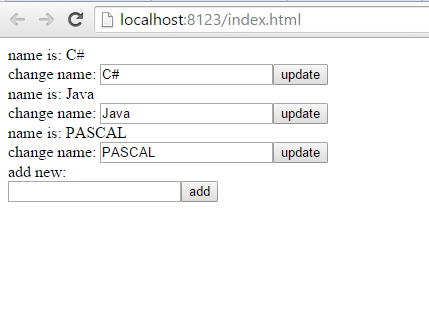 localhost:8123/index.html
name is: C#
change name: C# update
name is: Java
change name: Java update
name is: PASCAL
change name: PASCAL update
add new:
add